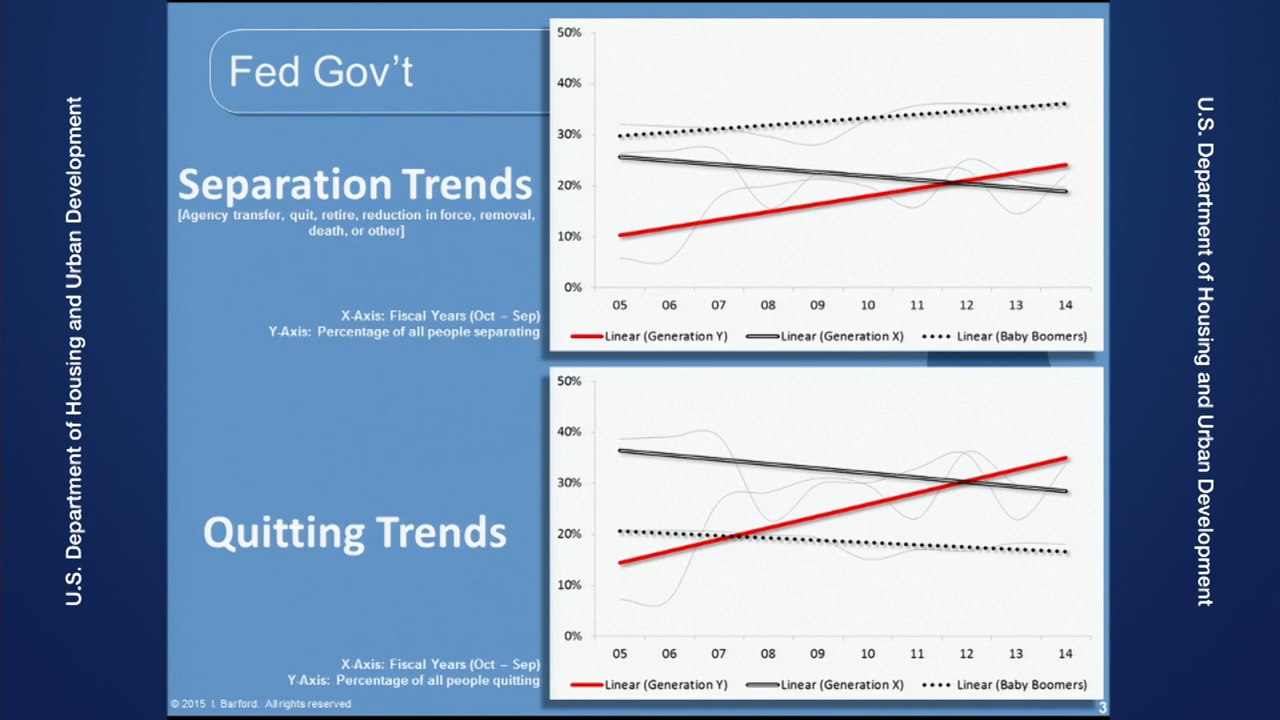 U.S. Department of Housing and Urban Development
Fed Gov't
Separation Trends
[Agency transfer, quit, retire, reduction in force, removal,
death, or other]
X-Axis: Fiscal Years (Oct – Sep)
Y-Axis: Percentage of all people separating
50%
40%
30%
20%
10%
0%
05 06 07 08 09 10 11 12 13 14
Linear (Generation Y) Linear (Generation X) Linear (Baby Boomers)
Quitting Trends
X-Axis: Fiscal Years (Oct – Sep)
Y-Axis: Percentage of all people quitting
50%
40%
30%
20%
10%
0%
05 06 07 08 09 10 11 12 13 14
Linear (Generation Y) Linear (Generation X) Linear (Baby Boomers)
© 2015 I. Barford. All rights reserved
3
U.S. Department of Housing and Urban Development